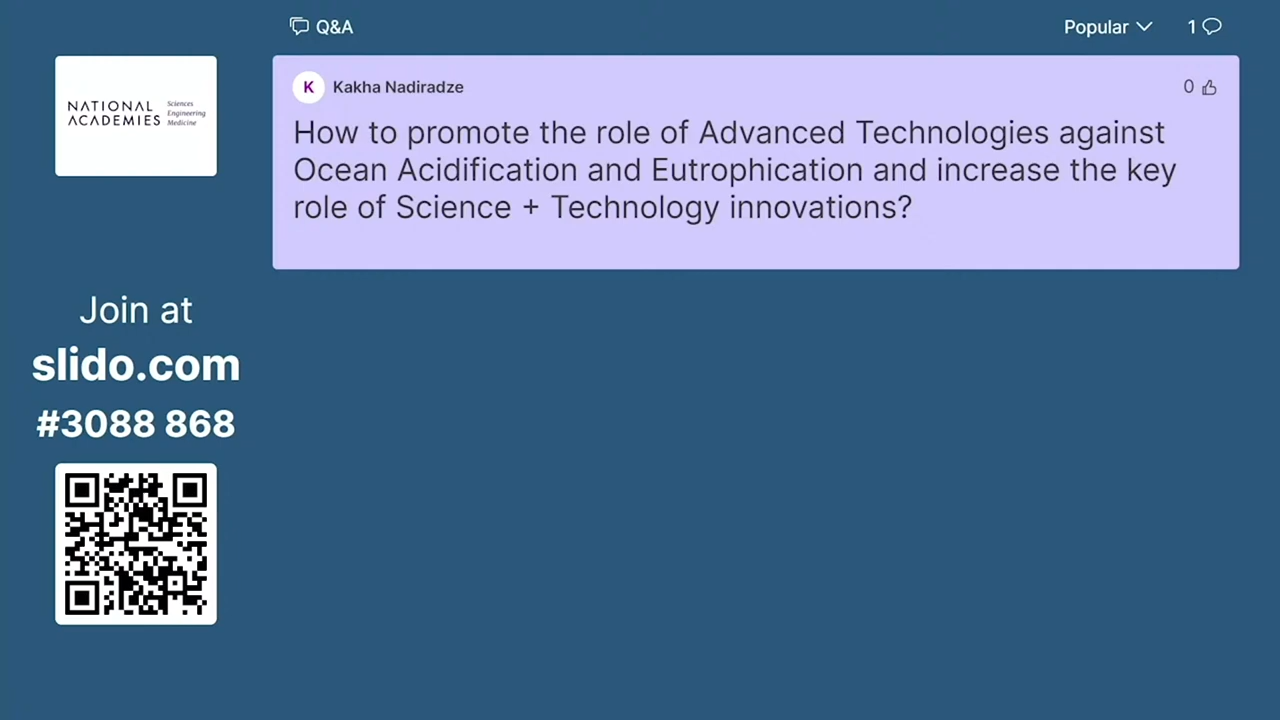 Q&A
Popular
1
NATIONAL ACADEMIES
Sciences
Engineering
Medicine
K
Kakha Nadiradze
0
How to promote the role of Advanced Technologies against
Ocean Acidification and Eutrophication and increase the key
role of Science + Technology innovations?
Join at
slido.com
#3088 868